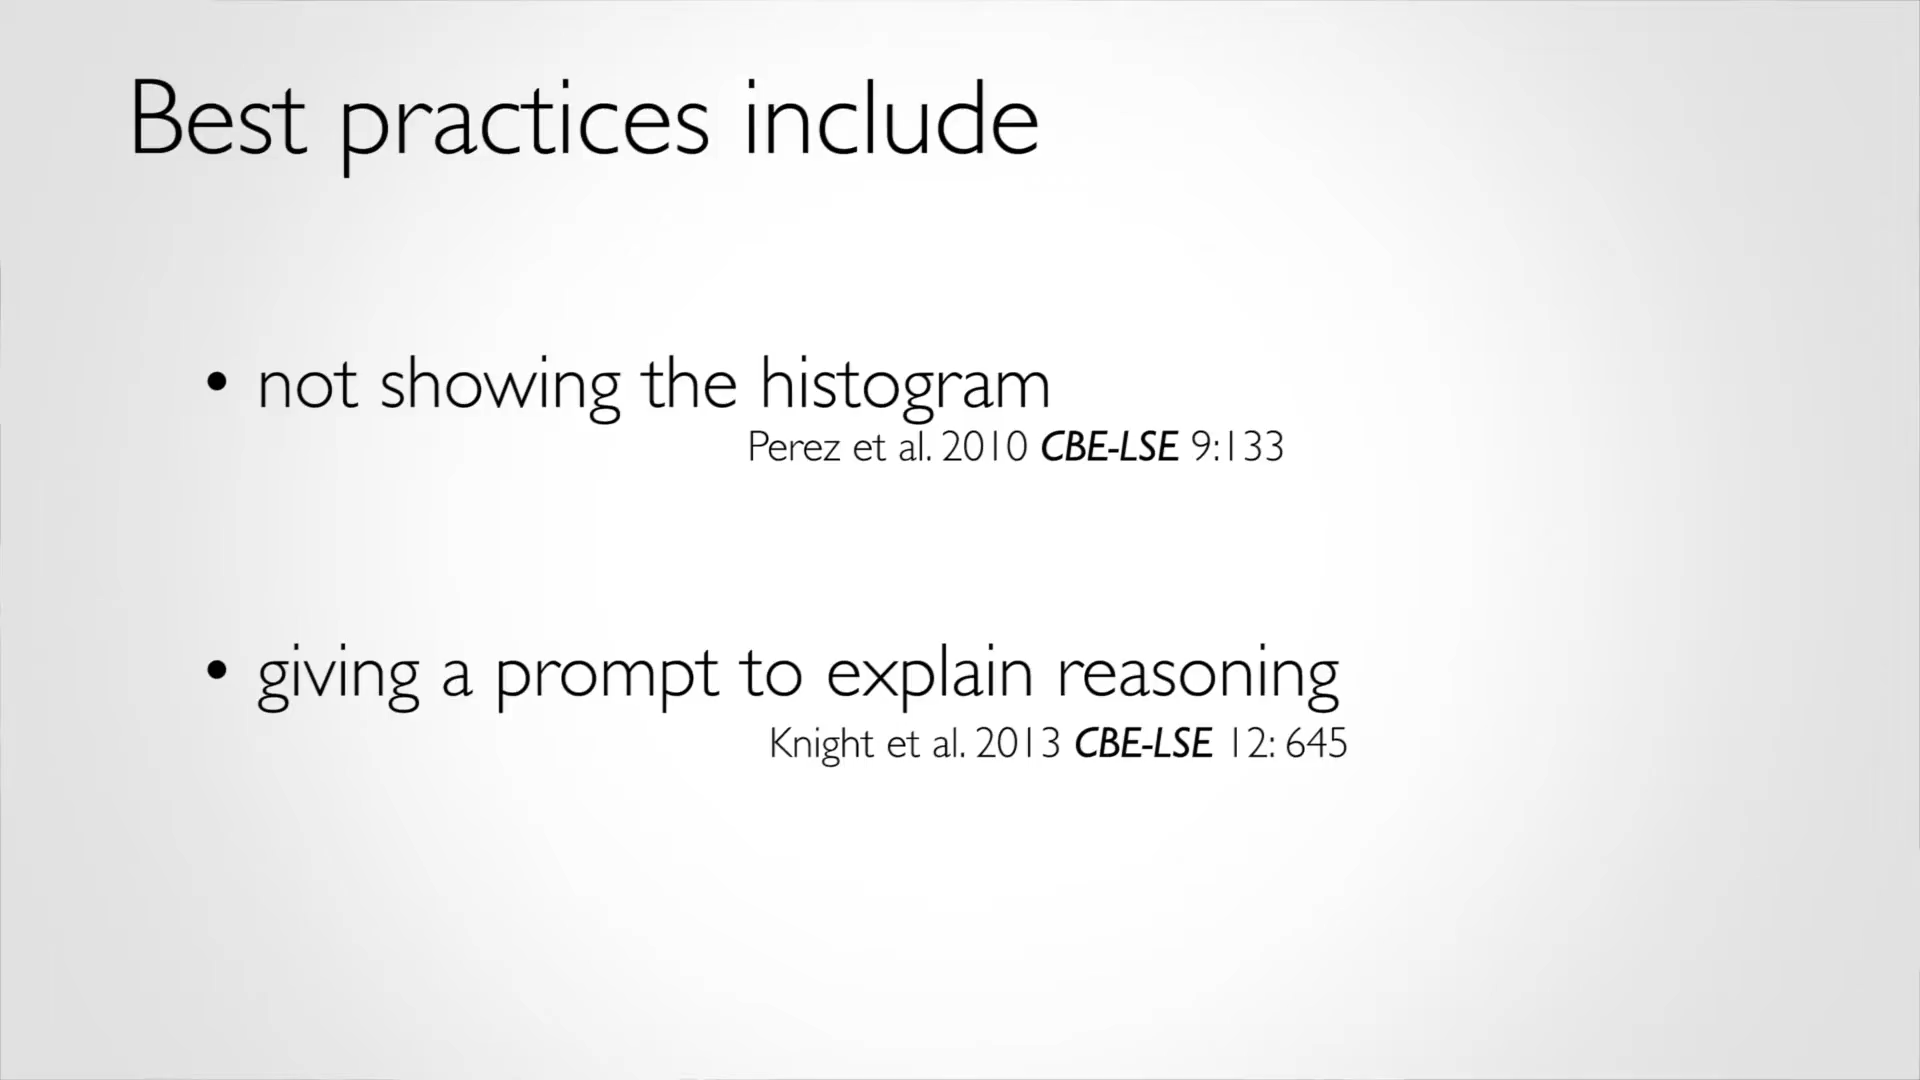 Best practices include
• not showing the histogram
Perez et al. 2010 CBE-LSE 9:133
• giving a prompt to explain reasoning
Knight et al. 2013 CBE-LSE 12: 645